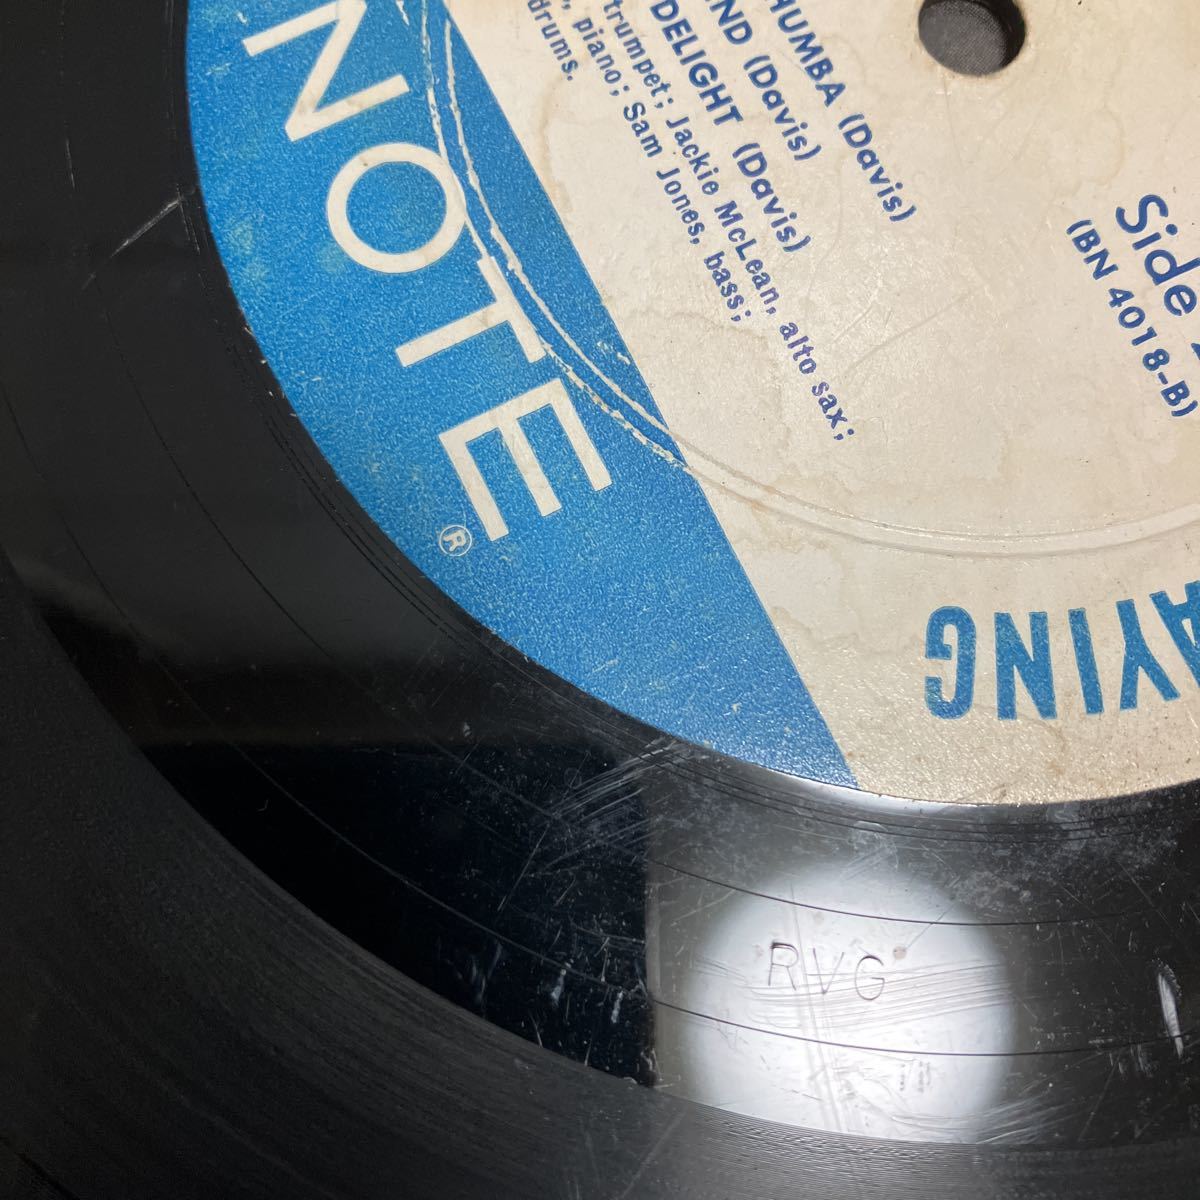 NOTE®
HUMBA (Davis)
ND (Davis)
DELIGHT (Davis)
trumpet; Jackie McLean, alto sax;
piano; Sam Jones, bass;
drums.
Side
(BN 4018-B)
AYING
RVG